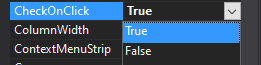 CheckOnClick True
ColumnWidth True
ContextMenuStrip False